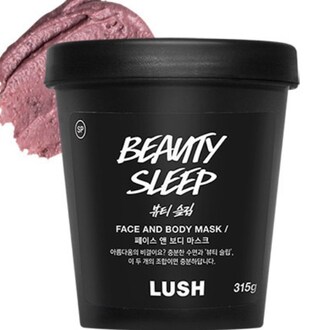 SP
BEAUTY
SLEEP
뷰티 슬립
FACE AND BODY MASK /
페이스 앤 보디 마스크
아름다움의 비결이요? 충분한 수면과 '뷰티 슬립',
이 두 개의 조합이면 충분하답니다.
LUSH
315g